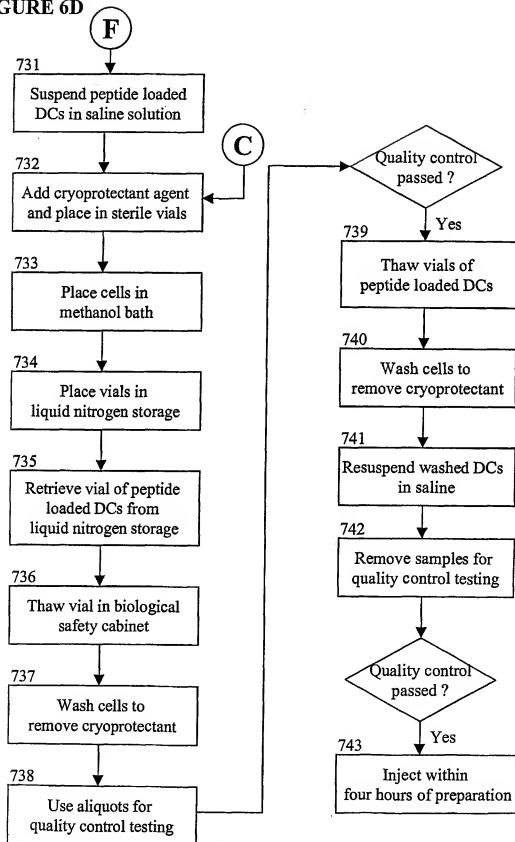 GURE 6D
F
731
Suspend peptide loaded
DCs in saline solution
C
732
Add cryoprotectant agent
and place in sterile vials
733
Place cells in
methanol bath
734
Place vials in
liquid nitrogen storage
735
Retrieve vial of peptide
loaded DCs from
liquid nitrogen storage
736
Thaw vial in biological
safety cabinet
737
Wash cells to
remove cryoprotectant
738
Use aliquots for
quality control testing
Quality control
passed ?
Yes
739
Thaw vials of
peptide loaded DCs
740
Wash cells to
remove cryoprotectant
741
Resuspend washed DCs
in saline
742
Remove samples for
quality control testing
Quality control
passed ?
Yes
743
Inject within
four hours of preparation